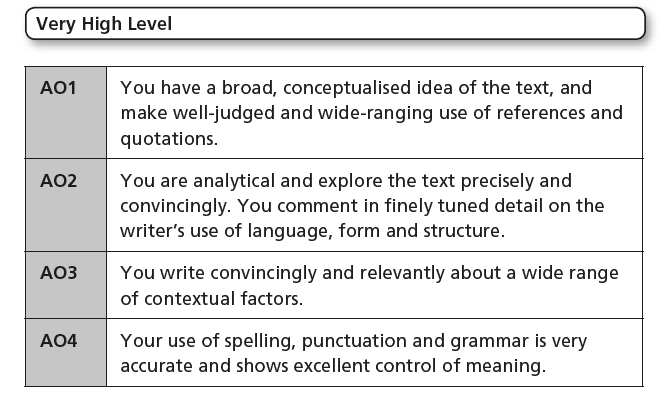 Very High Level
AO1
You have a broad, conceptualised idea of the text, and
make well-judged and wide-ranging use of references and
quotations.
AO2
You are analytical and explore the text precisely and
convincingly. You comment in finely tuned detail on the
writer's use of language, form and structure.
AO3
You write convincingly and relevantly about a wide range
of contextual factors.
AO4
Your use of spelling, punctuation and grammar is very
accurate and shows excellent control of meaning.